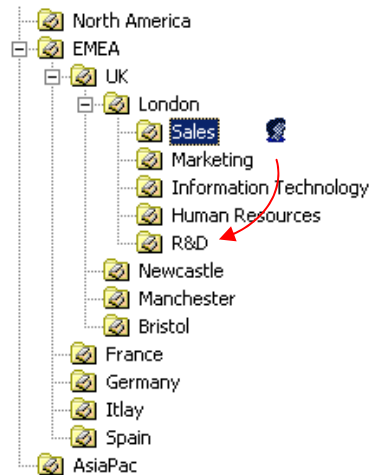 North America
EMEA
UK
London
Sales
Marketing
Information Technology
Human Resources
R&D
Newcastle
Manchester
Bristol
France
Germany
Itlay
Spain
AsiaPac